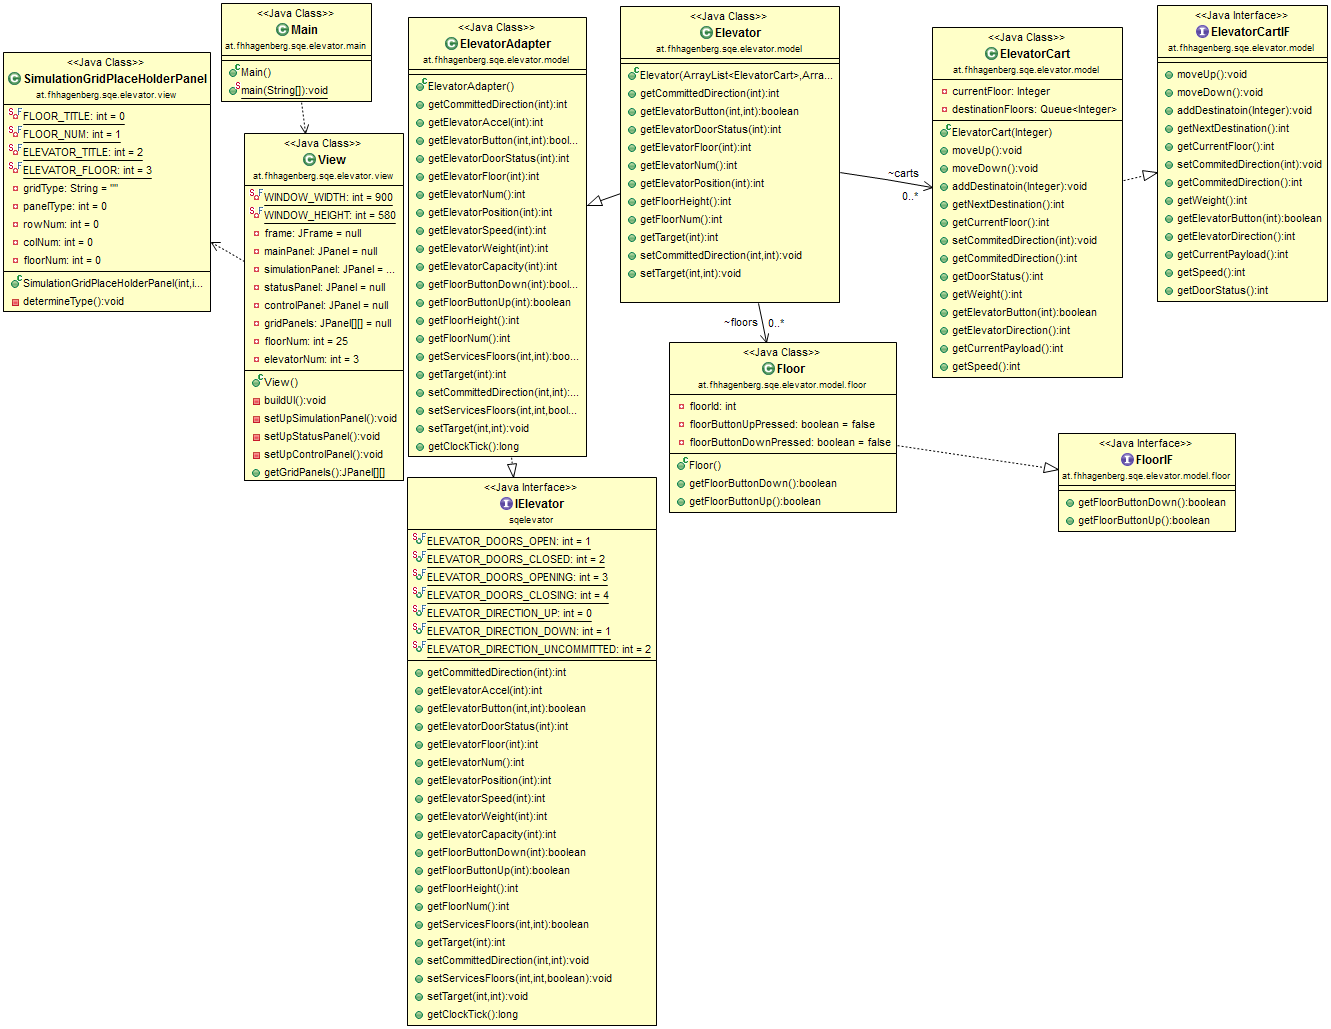 <<Java Class>>
SimulationGridPlaceHolderPanel
at.fhhagenberg.sqe.elevator.view
FLOOR_TITLE: int = 0
FLOOR_NUM: int = 1
ELEVATOR_TITLE: int = 2
ELEVATOR_FLOOR: int = 3
gridType: String = ""
panelType: int = 0
rowNum: int = 0
colNum: int = 0
floorNum: int = 0
SimulationGridPlaceHolderPanel(int,i...
determineType():void
<<Java Class>>
Main
at.fhhagenberg.sqe.elevator.main
Main()
main(String[]):void
<<Java Class>>
View
at.fhhagenberg.sqe.elevator.view
WINDOW_WIDTH: int = 900
WINDOW_HEIGHT: int = 580
frame: JFrame = null
mainPanel: JPanel = null
simulationPanel: JPanel = ...
statusPanel: JPanel = null
controlPanel: JPanel = null
gridPanels: JPanel[][] = null
floorNum: int = 25
elevatorNum: int = 3
View()
buildUI():void
setUpSimulationPanel():void
setUpStatusPanel():void
setUpControlPanel():void
getGridPanels():JPanel[][]
<<Java Class>>
ElevatorAdapter
at.fhhagenberg.sqe.elevator.model
ElevatorAdapter()
getCommittedDirection(int):int
getElevatorAccel(int):int
getElevatorButton(int,int):bool...
getElevatorDoorStatus(int):int
getElevatorFloor(int):int
getElevatorNum():int
getElevatorPosition(int):int
getElevatorSpeed(int):int
getElevatorWeight(int):int
getElevatorCapacity(int):int
getFloorButtonDown(int):bool...
getFloorButtonUp(int):boolean
getFloorHeight():int
getFloorNum():int
getServicesFloors(int,int):boo...
getTarget(int):int
setCommittedDirection(int,int):...
setServicesFloors(int,int,bool...
setTarget(int,int):void
getClockTick():long
<<Java Interface>>
IElevator
sqelevator
ELEVATOR_DOORS_OPEN: int = 1
ELEVATOR_DOORS_CLOSED: int = 2
ELEVATOR_DOORS_OPENING: int = 3
ELEVATOR_DOORS_CLOSING: int = 4
ELEVATOR_DIRECTION_UP: int = 0
ELEVATOR_DIRECTION_DOWN: int = 1
ELEVATOR_DIRECTION_UNCOMMITTED: int = 2
getCommittedDirection(int):int
getElevatorAccel(int):int
getElevatorButton(int,int):boolean
getElevatorDoorStatus(int):int
getElevatorFloor(int):int
getElevatorNum():int
getElevatorPosition(int):int
getElevatorSpeed(int):int
getElevatorWeight(int):int
getElevatorCapacity(int):int
getFloorButtonDown(int):boolean
getFloorButtonUp(int):boolean
getFloorHeight():int
getFloorNum():int
getServicesFloors(int,int):boolean
getTarget(int):int
setCommittedDirection(int,int):void
setServicesFloors(int,int,boolean):void
setTarget(int,int):void
getClockTick():long
<<Java Class>>
Elevator
at.fhhagenberg.sqe.elevator.model
Elevator(ArrayList<ElevatorCart>,Arra...
getCommittedDirection(int):int
getElevatorButton(int,int):boolean
getElevatorDoorStatus(int):int
getElevatorFloor(int):int
getElevatorNum():int
getElevatorPosition(int):int
getFloorHeight():int
getFloorNum():int
getTarget(int):int
setCommittedDirection(int,int):void
setTarget(int,int):void
~carts
0..*
~floors
0..*
<<Java Class>>
Floor
at.fhhagenberg.sqe.elevator.model.floor
floorId: int
floorButtonUpPressed: boolean = false
floorButtonDownPressed: boolean = false
Floor()
getFloorButtonDown():boolean
getFloorButtonUp():boolean
<<Java Class>>
ElevatorCart
at.fhhagenberg.sqe.elevator.model
currentFloor: Integer
destinationFloors: Queue<Integer>
ElevatorCart(Integer)
moveUp():void
moveDown():void
addDestinatoin(Integer):void
getNextDestination():int
getCurrentFloor():int
setCommitedDirection(int):void
getCommitedDirection():int
getDoorStatus():int
getWeight():int
getElevatorButton(int):boolean
getElevatorDirection():int
getCurrentPayload():int
getSpeed():int
<<Java Interface>>
ElevatorCartIF
at.fhhagenberg.sqe.elevator.model
moveUp():void
moveDown():void
addDestinatoin(Integer):void
getNextDestination():int
getCurrentFloor():int
setCommitedDirection(int):void
getCommitedDirection():int
getWeight():int
getElevatorButton(int):boolean
getElevatorDirection():int
getCurrentPayload():int
getSpeed():int
getDoorStatus():int
<<Java Interface>>
FloorIF
at.fhhagenberg.sqe.elevator.model.floor
getFloorButtonDown():boolean
getFloorButtonUp():boolean